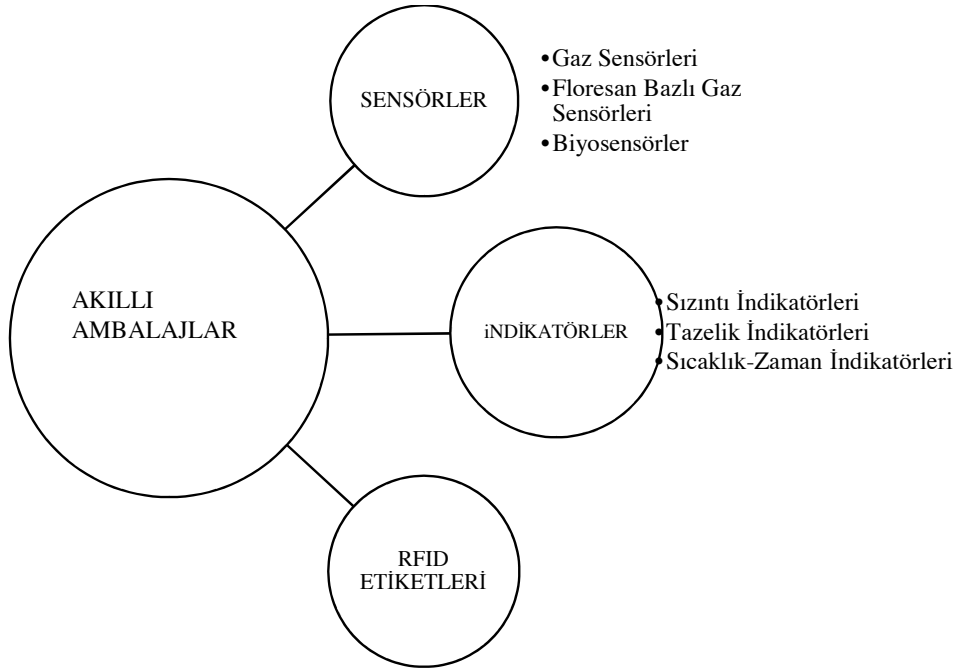 SENSÖRLER
•Gaz Sensörleri
•Floresan Bazlı Gaz
Sensörleri
•Biyosensörler
AKILLI
AMBALAJLAR
iNDİKATÖRLER
•Sızıntı İndikatörleri
•Tazelik İndikatörleri
•Sıcaklık-Zaman İndikatörleri
RFID
ETİKETLERİ